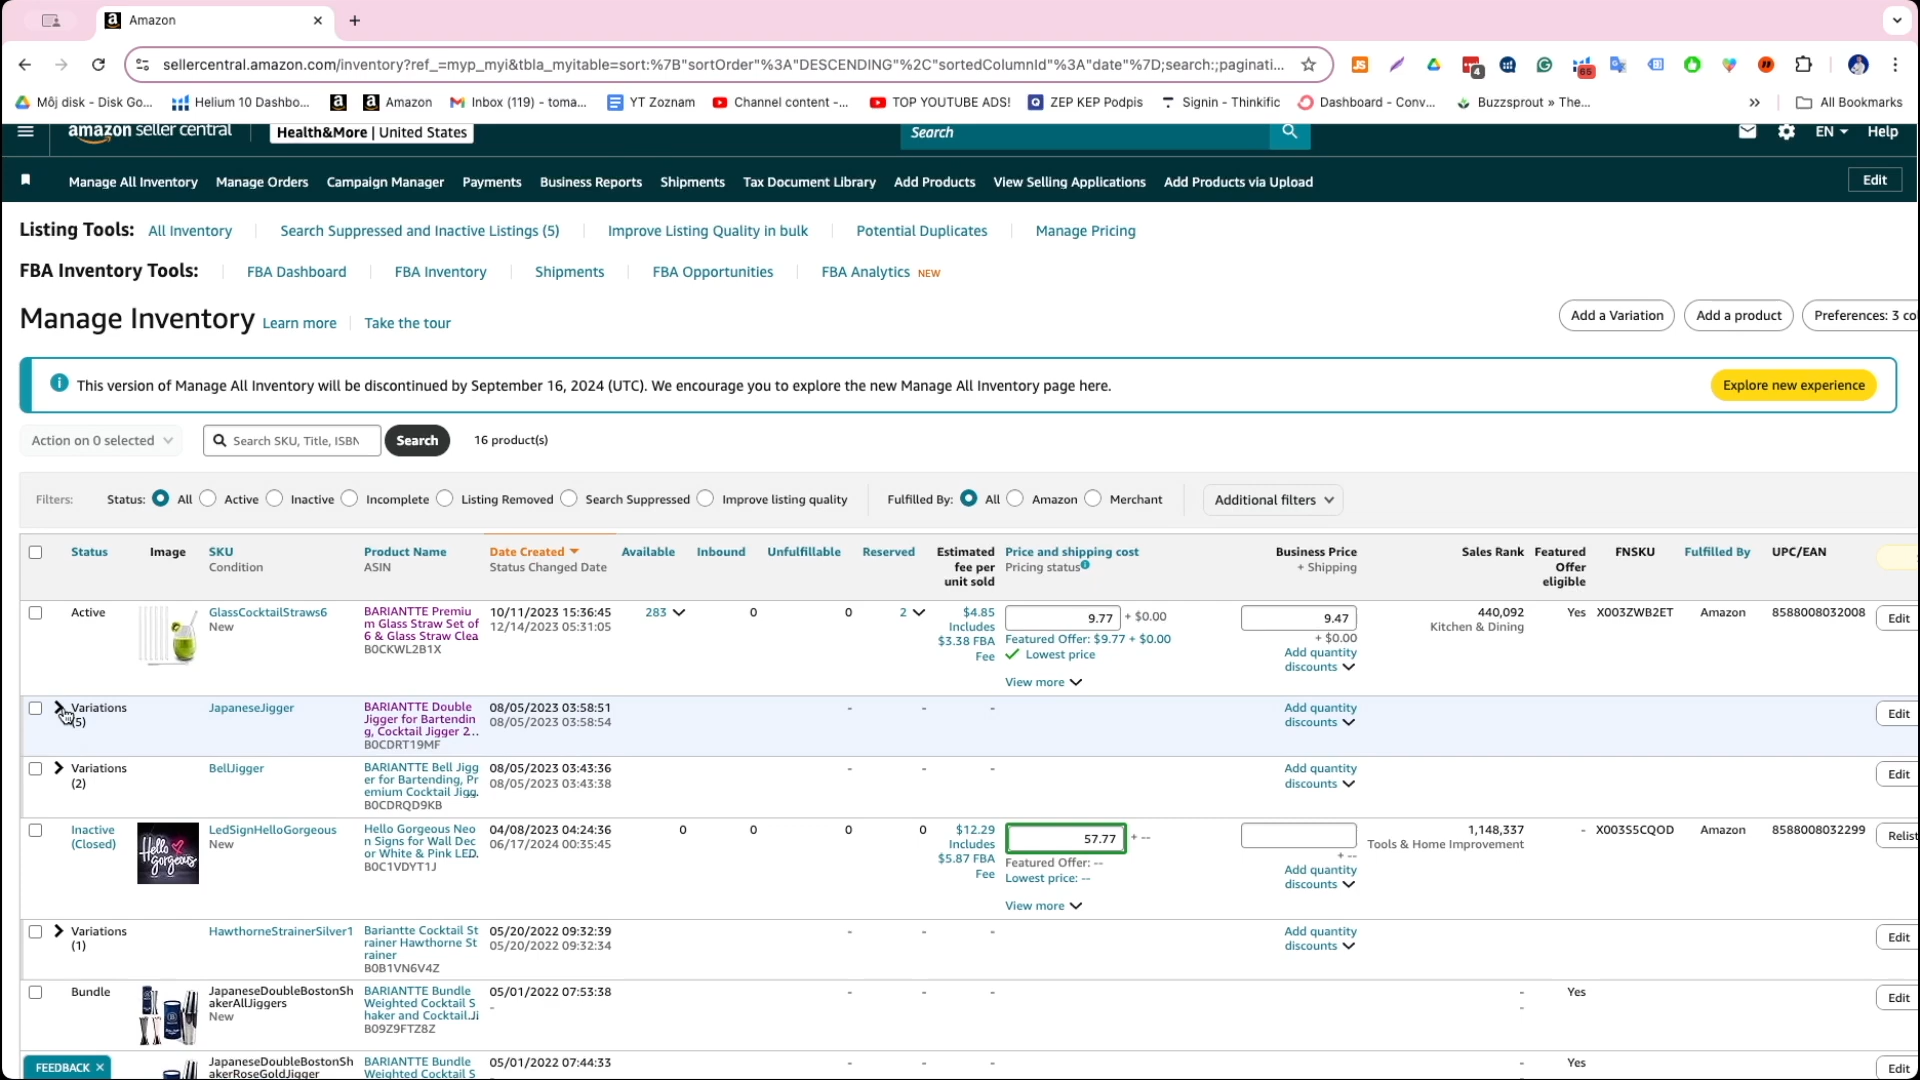 Amazon
sellercentral.amazon.com/inventory?ref_=myp_myi&tbla_myitable=sort:%7B"sortOrder"%3A"DESCENDING"%2C"sortedColumnId"%3A"date"%7D;search:;paginati...
4
65
Môj disk - Disk Go...
Helium 10 Dashbo...
Amazon
Inbox (119) - toma...
YT Zoznam
Channel content -...
TOP YOUTUBE ADS!
ZEP KEP Podpis
Signin - Thinkific
Dashboard - Conv...
Buzzsprout » The...
All Bookmarks
amazon seller central
Health&More | United States
Search
EN
Help
Manage All Inventory
Manage Orders
Campaign Manager
Payments
Business Reports
Shipments
Tax Document Library
Add Products
View Selling Applications
Add Products via Upload
Edit
Listing Tools: All Inventory Search Suppressed and Inactive Listings (5) Improve Listing Quality in bulk Potential Duplicates Manage Pricing
FBA Inventory Tools: FBA Dashboard FBA Inventory Shipments FBA Opportunities FBA Analytics NEW
Manage Inventory Learn more Take the tour
Add a Variation
Add a product
Preferences: 3 co
This version of Manage All Inventory will be discontinued by September 16, 2024 (UTC). We encourage you to explore the new Manage All Inventory page here.
Explore new experience
Action on 0 selected
Search SKU, Title, ISBN
Search
16 product(s)
Filters: Status: All Active Inactive Incomplete Listing Removed Search Suppressed Improve listing quality
Fulfilled By: All Amazon Merchant
Additional filters
Status
Image
SKU
Condition
Product Name
ASIN
Date Created
Status Changed Date
Available
Inbound
Unfulfillable
Reserved
Estimated
fee per
unit sold
Price and shipping cost
Pricing status
Business Price
+ Shipping
Sales Rank
Featured
Offer
eligible
FNSKU
Fulfilled By
UPC/EAN
Active
GlassCocktailStraws6
New
BARIANTTE Premiu
m Glass Straw Set of
6 & Glass Straw Clea
B0CKWL2B1X
10/11/2023 15:36:45
12/14/2023 05:31:05
283
0
0
2
$4.85
Includes
$3.38 FBA
Fee
9.77 + $0.00
Featured Offer: $9.77 + $0.00
Lowest price
View more
9.47
+ $0.00
Add quantity
discounts
440,092
Kitchen & Dining
Yes
X003ZWB2ET
Amazon
8588008032008
Edit
Variations
(5)
JapaneseJigger
BARIANTTE Double
Jigger for Bartendin
g, Cocktail Jigger 2...
B0CDRT19MF
08/05/2023 03:58:51
08/05/2023 03:58:54
-
-
-
Add quantity
discounts
Edit
Variations
(2)
BellJigger
BARIANTTE Bell Jigg
er for Bartending, Pr
emium Cocktail Jigg.
B0CDRQD9KB
08/05/2023 03:43:36
08/05/2023 03:43:38
-
-
-
Add quantity
discounts
Edit
Inactive
(Closed)
Hello
gorgeous
LedSignHelloGorgeous
New
Hello Gorgeous Neo
n Signs for Wall Dec
or White & Pink LED.
B0C1VDYT1J
04/08/2023 04:24:36
06/17/2024 00:35:45
0
0
0
0
$12.29
Includes
$5.87 FBA
Fee
57.77 + --
Featured Offer: --
Lowest price: --
View more
+ --
Add quantity
discounts
1,148,337
Tools & Home Improvement
-
X003S5CQOD
Amazon
8588008032299
Relist
Variations
(1)
HawthorneStrainerSilver1
Bariantte Cocktail St
rainer Hawthorne St
rainer
B0B1VN6V4Z
05/20/2022 09:32:39
05/20/2022 09:32:34
-
-
-
Add quantity
discounts
Edit
Bundle
JapaneseDoubleBostonSh
akerAllJiggers
New
BARIANTTE Bundle
Weighted Cocktail S
haker and Cocktail.Ji
B09Z9FTZ8Z
05/01/2022 07:53:38
-
-
-
-
-
-
Yes
Edit
JapaneseDoubleBostonSh
akerRoseGoldJigger
BARIANTTE Bundle
Weighted Cocktail S
05/01/2022 07:44:33
-
-
-
-
Yes
Edit
FEEDBACK ×